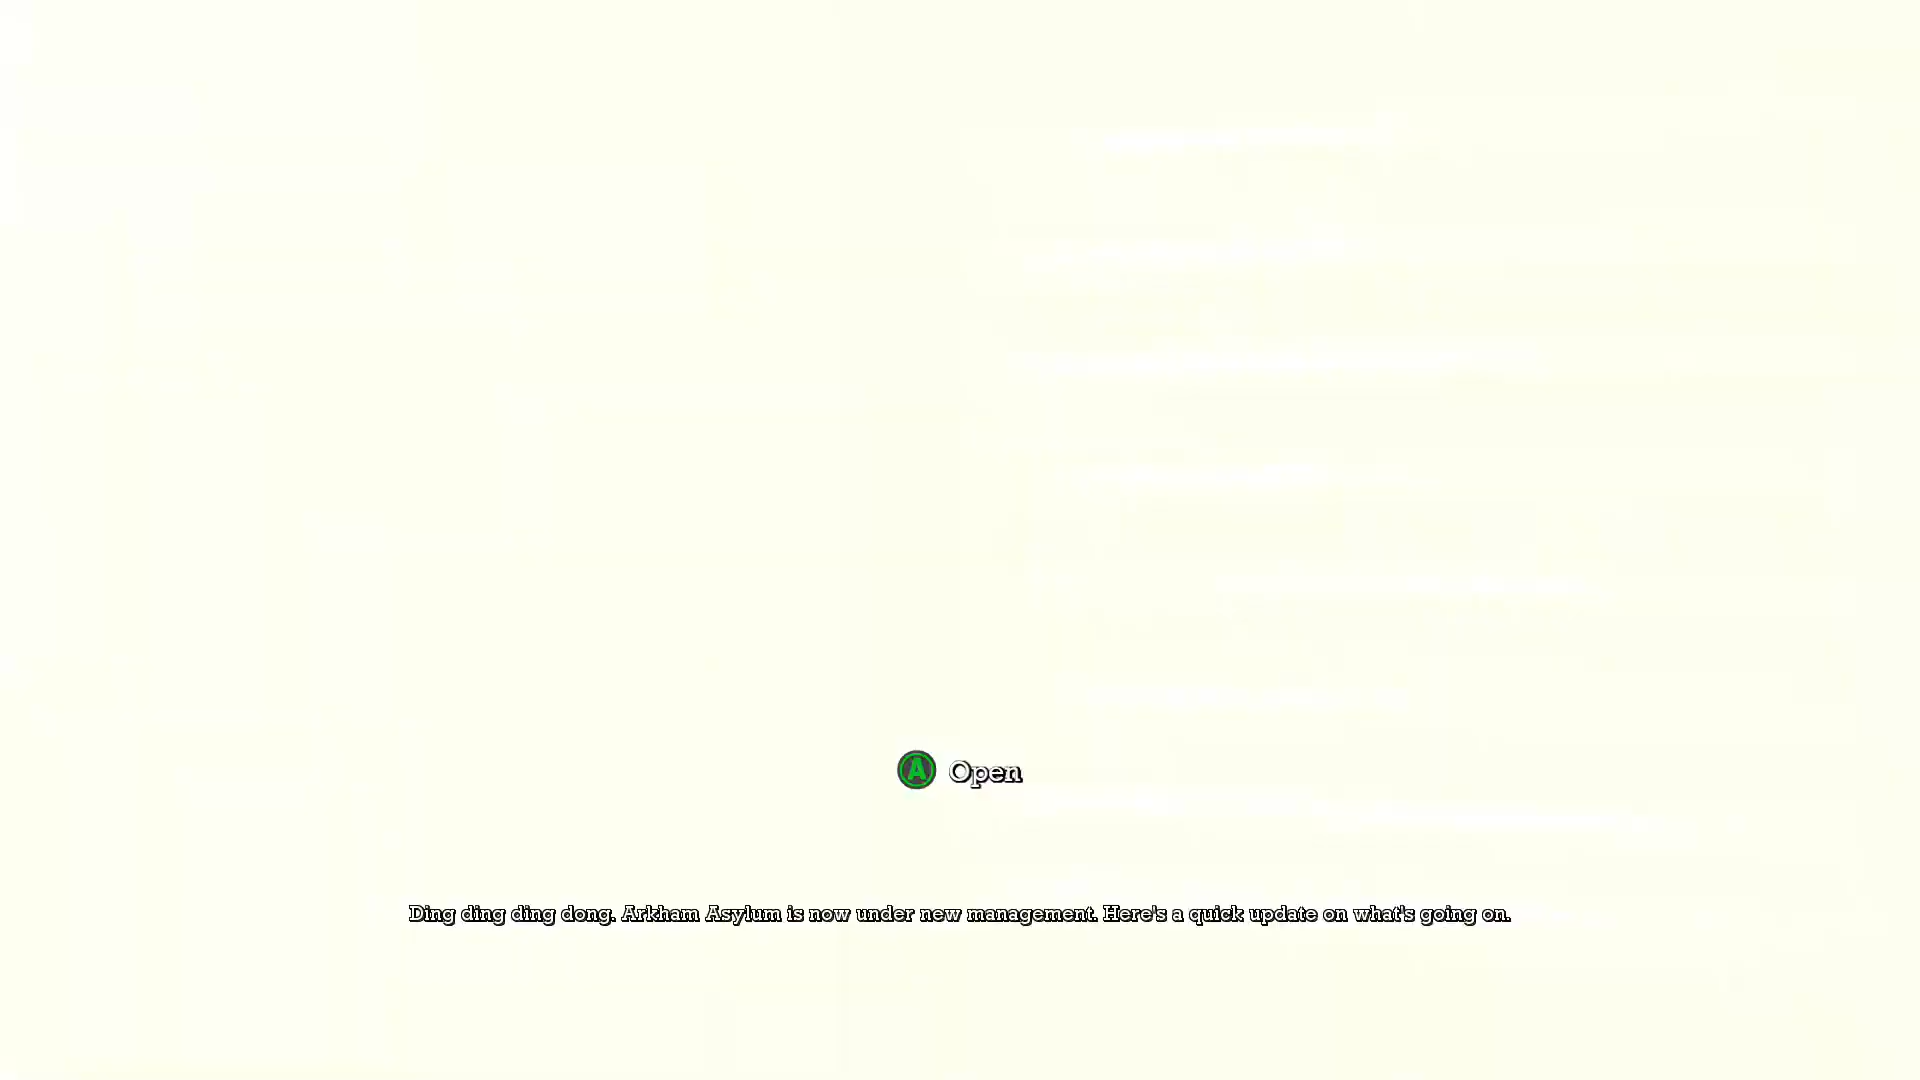 A Open
Ding ding ding dong. Arkham Asylum is now under new management. Here's a quick update on what's going on.